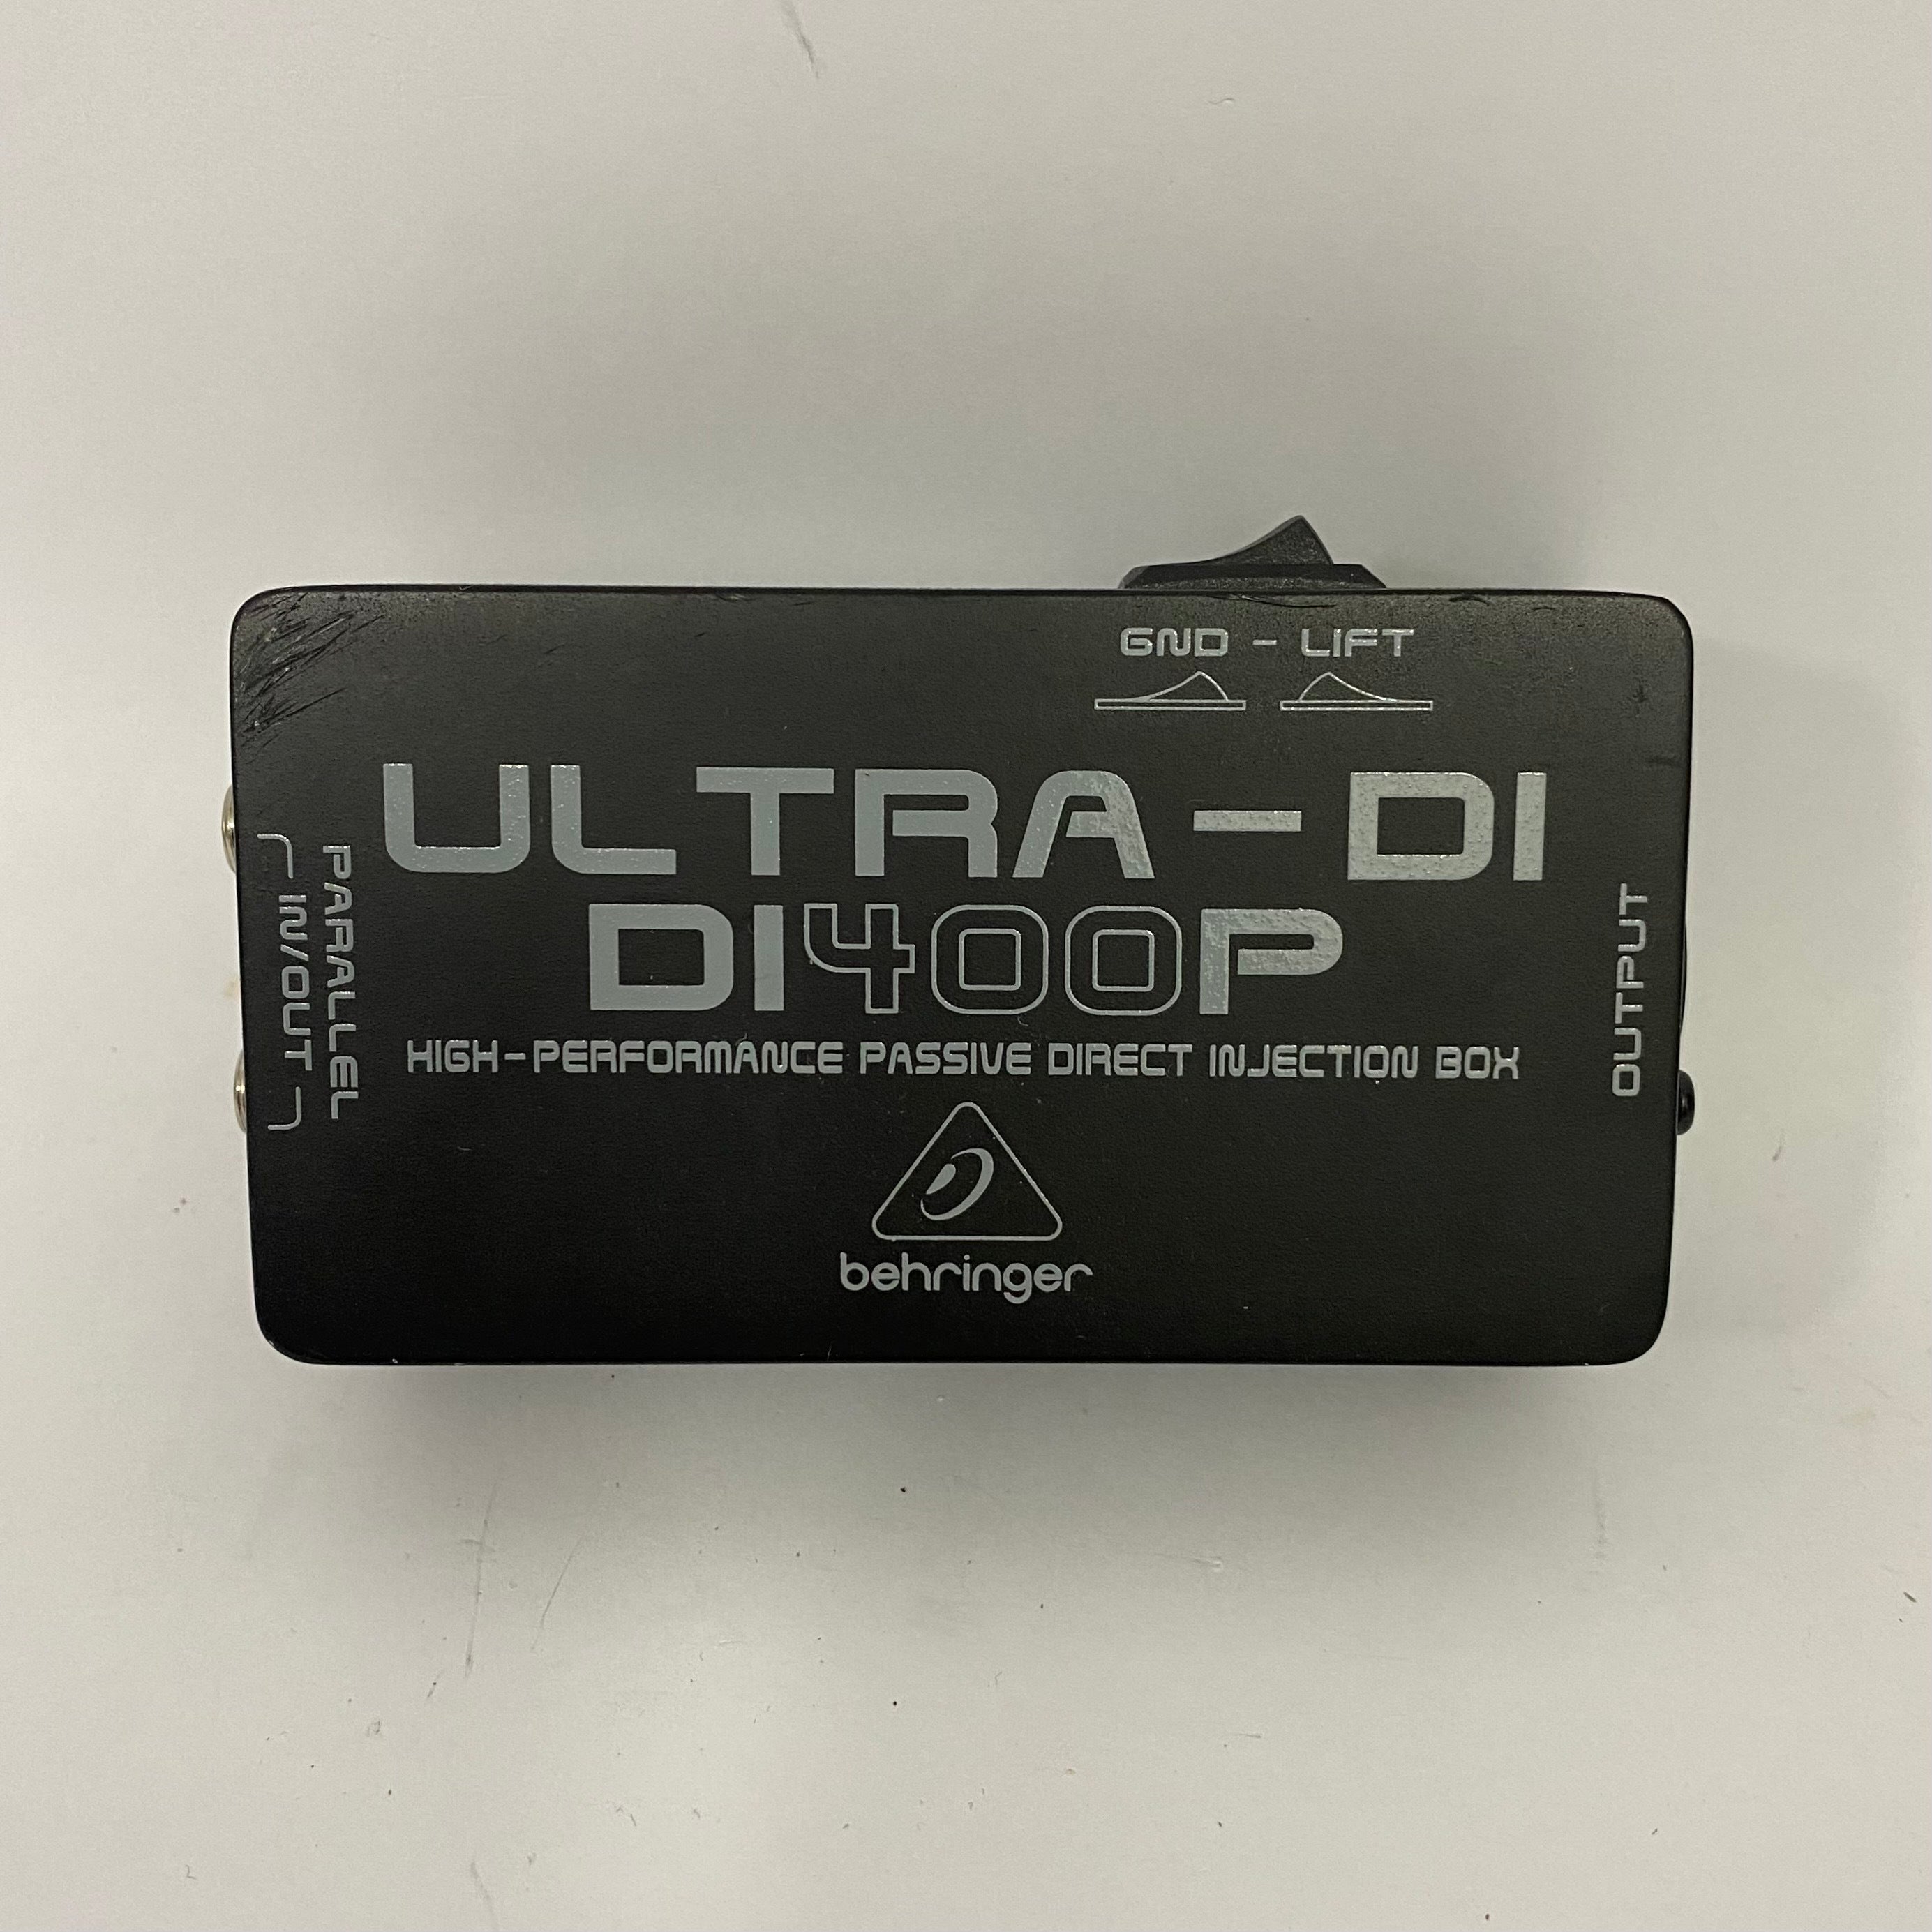 GND - LIFT
ULTRA-DI
DI400P
HIGH-PERFORMANCE PASSIVE DIRECT INJECTION BOX
PARALLEL
IN/OUT
OUTPUT
behringer